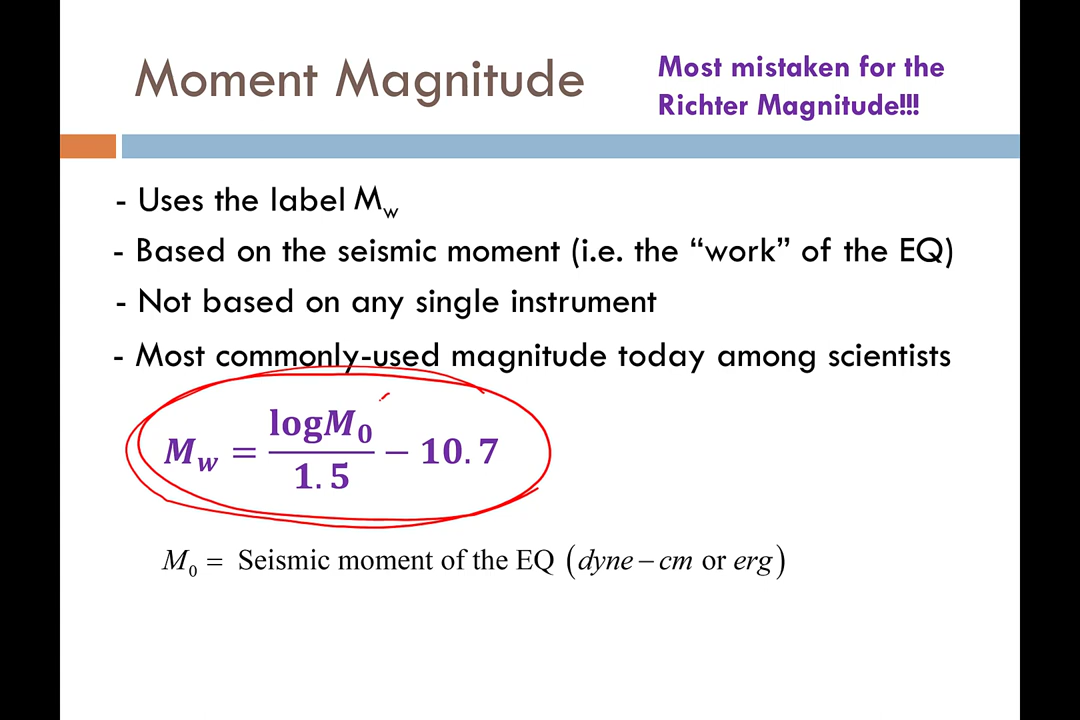 Moment Magnitude
Most mistaken for the
Richter Magnitude!!!
- Uses the label Mw
- Based on the seismic moment (i.e. the “work” of the EQ)
- Not based on any single instrument
- Most commonly-used magnitude today among scientists
Mw = logM0 / 1.5 − 10.7
M0 = Seismic moment of the EQ (dyne − cm or erg)